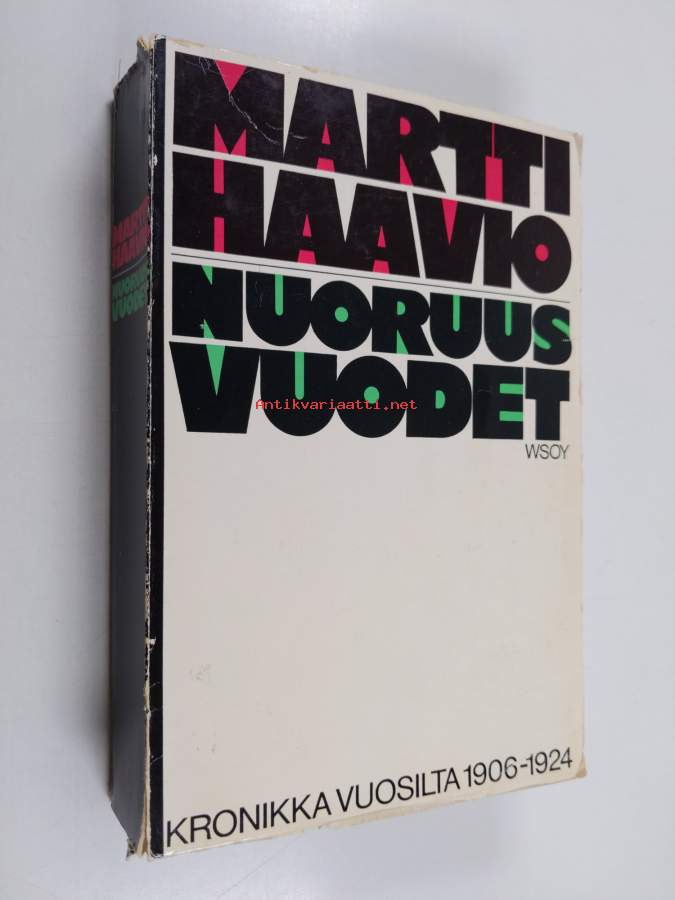 MARTTI
HAAVIO
NUORUUS
VUODET
WSOY
KRONIKKA VUOSILTA 1906-1924
MARTTI
HAAVIO
NUORUUS
VUODET
Antikvariaatti.net